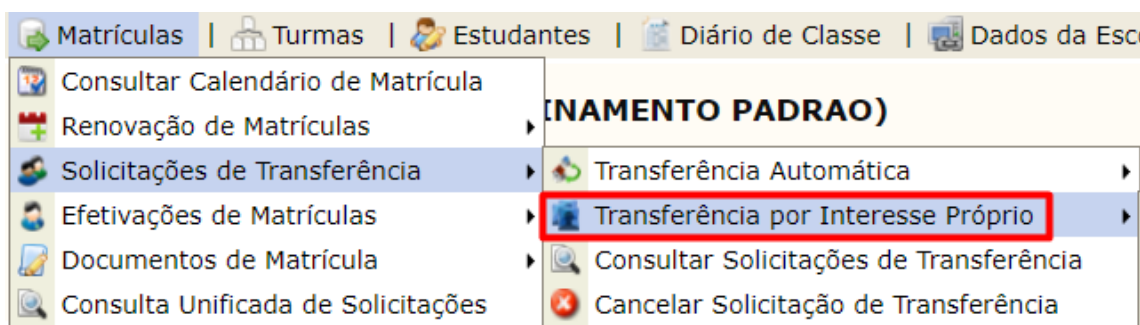 Matrículas | Turmas | Estudantes | Diário de Classe | Dados da Esc
Consultar Calendário de Matrícula
Renovação de Matrículas
Solicitações de Transferência
Efetivações de Matrículas
Documentos de Matrícula
Consulta Unificada de Solicitações
INAMENTO PADRAO)
Transferência Automática
Transferência por Interesse Próprio
Consultar Solicitações de Transferência
Cancelar Solicitação de Transferência